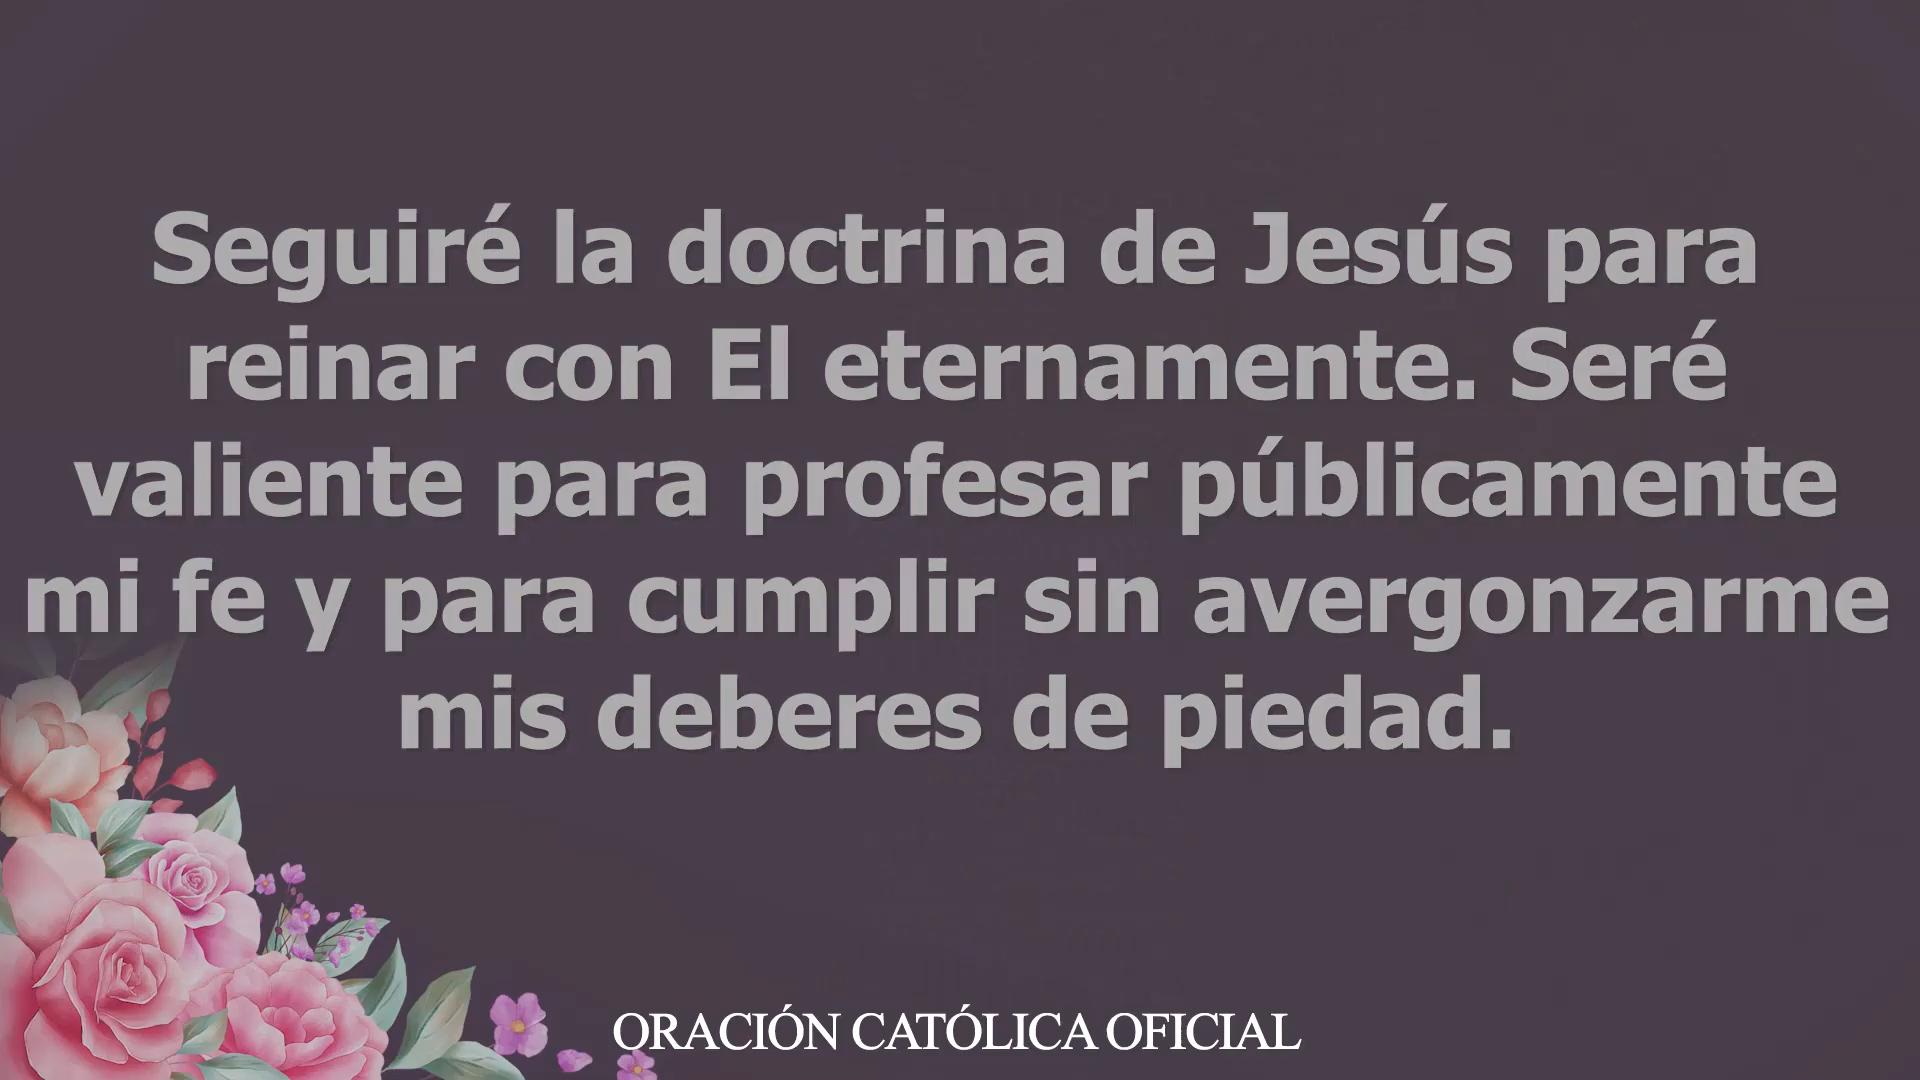 Seguiré la doctrina de Jesús para
reinar con El eternamente. Seré
valiente para profesar públicamente
mi fe y para cumplir sin avergonzarme
mis deberes de piedad.
ORACIÓN CATÓLICA OFICIAL